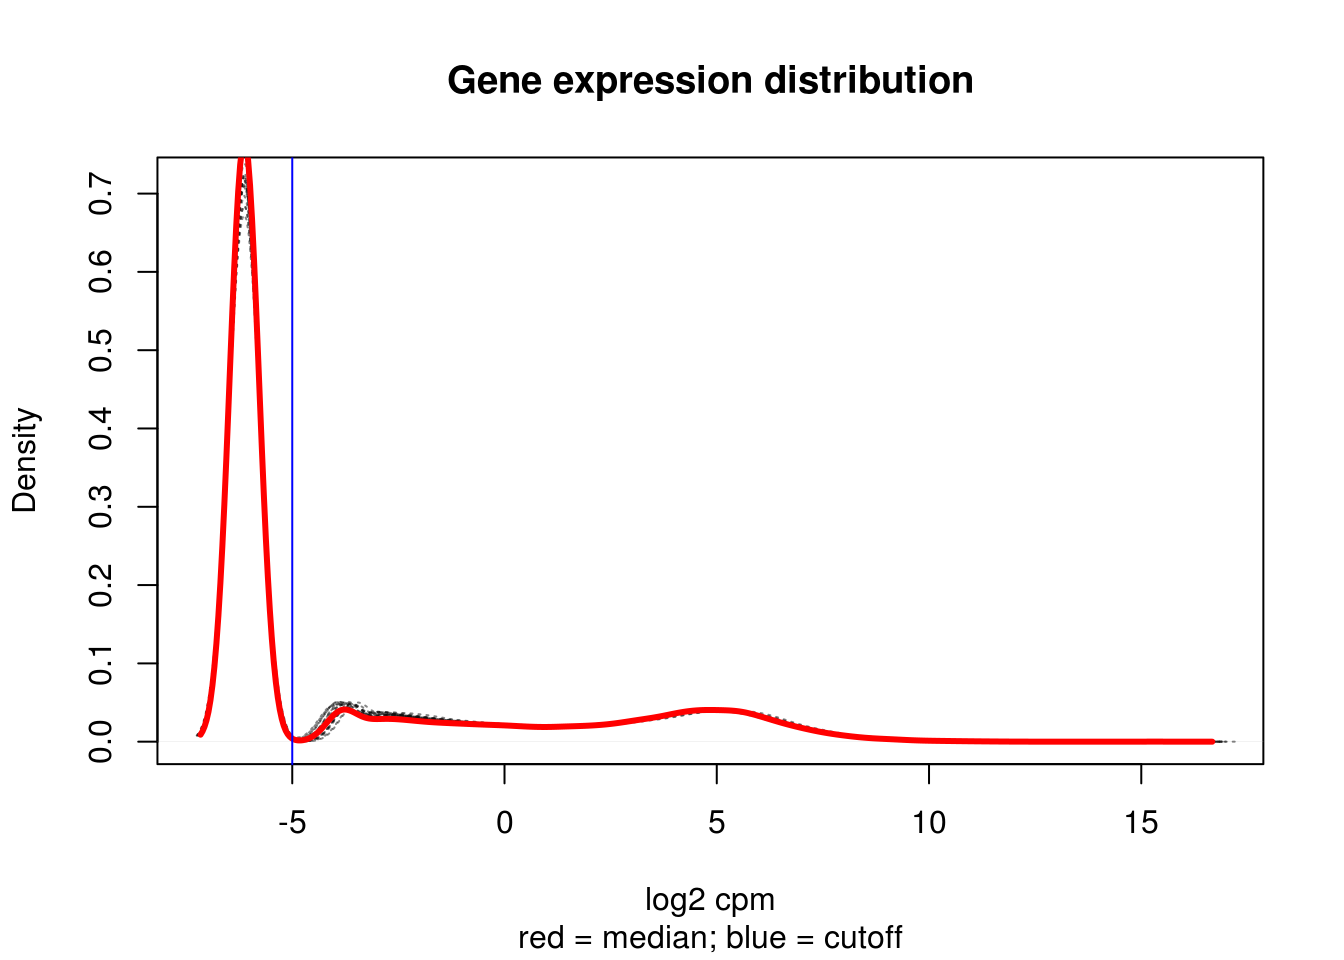 Gene expression distribution
Density
0.7
0.6
0.5
0.4
0.3
0.2
0.1
0.0
-5 0 5 10 15
log2 cpm
red = median; blue = cutoff